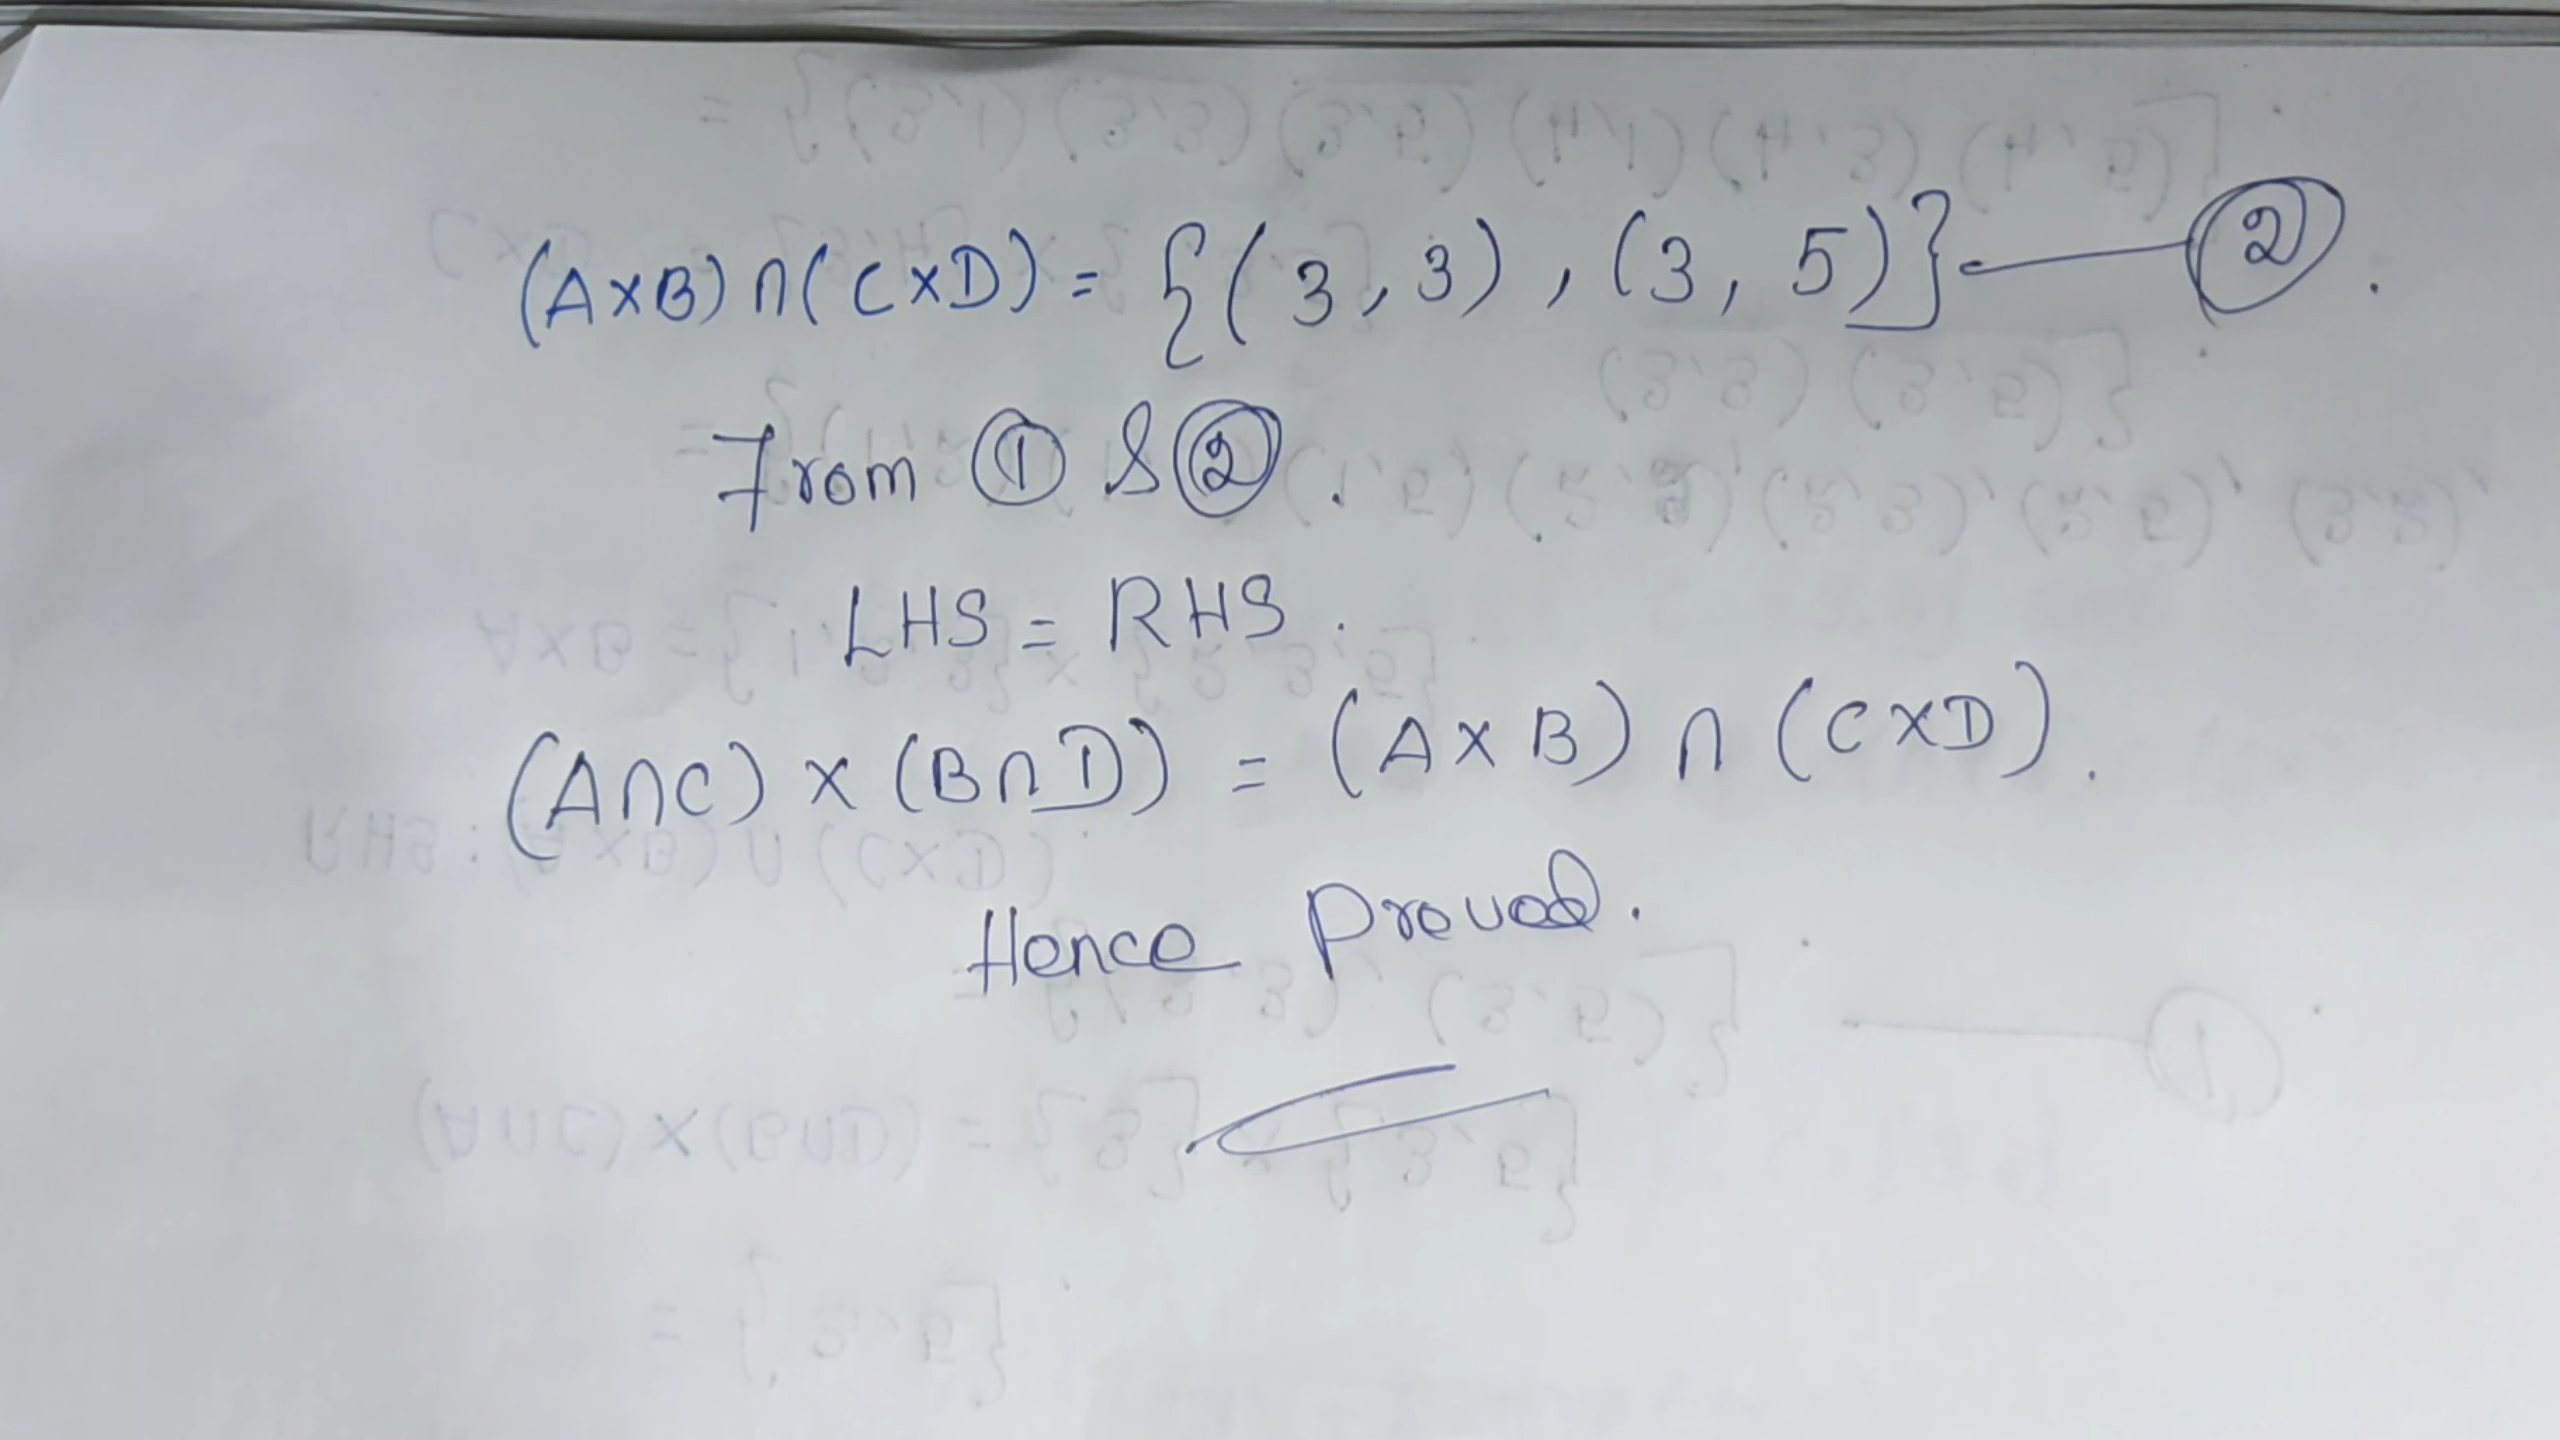 (A×B)∩(C×D) = {(3,3), (3,5)} — ②.
From ① & ②.
LHS = RHS.
(A∩C) × (B∩D) = (A×B) ∩ (C×D).
Hence Proved.